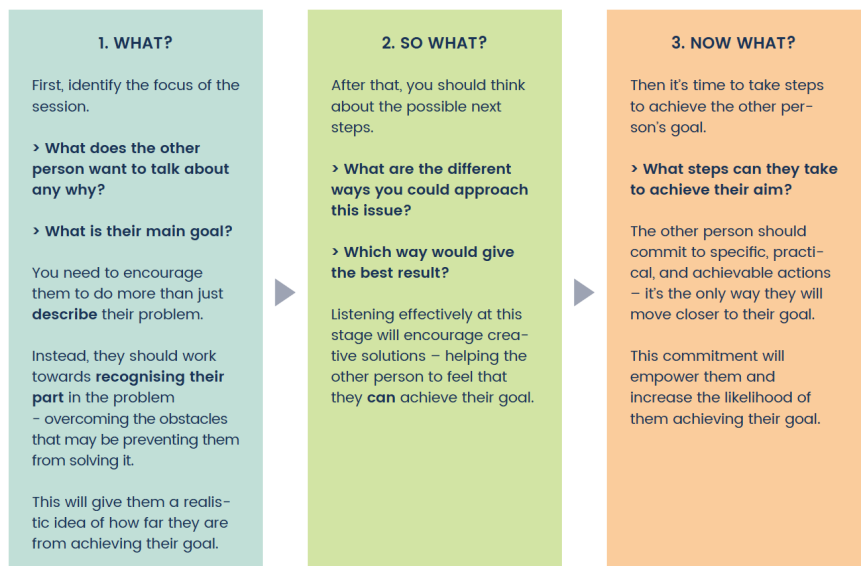 1. WHAT?
First, identify the focus of the
session.
> What does the other
person want to talk about
any why?
> What is their main goal?
You need to encourage
them to do more than just
describe their problem.
Instead, they should work
towards recognising their
part in the problem
- overcoming the obstacles
that may be preventing them
from solving it.
This will give them a realis-
tic idea of how far they are
from achieving their goal.
2. SO WHAT?
After that, you should think
about the possible next
steps.
> What are the different
ways you could approach
this issue?
> Which way would give
the best result?
Listening effectively at this
stage will encourage crea-
tive solutions – helping the
other person to feel that
they can achieve their goal.
3. NOW WHAT?
Then it's time to take steps
to achieve the other per-
son's goal.
> What steps can they take
to achieve their aim?
The other person should
commit to specific, practi-
cal, and achievable actions
– it's the only way they will
move closer to their goal.
This commitment will
empower them and
increase the likelihood of
them achieving their goal.